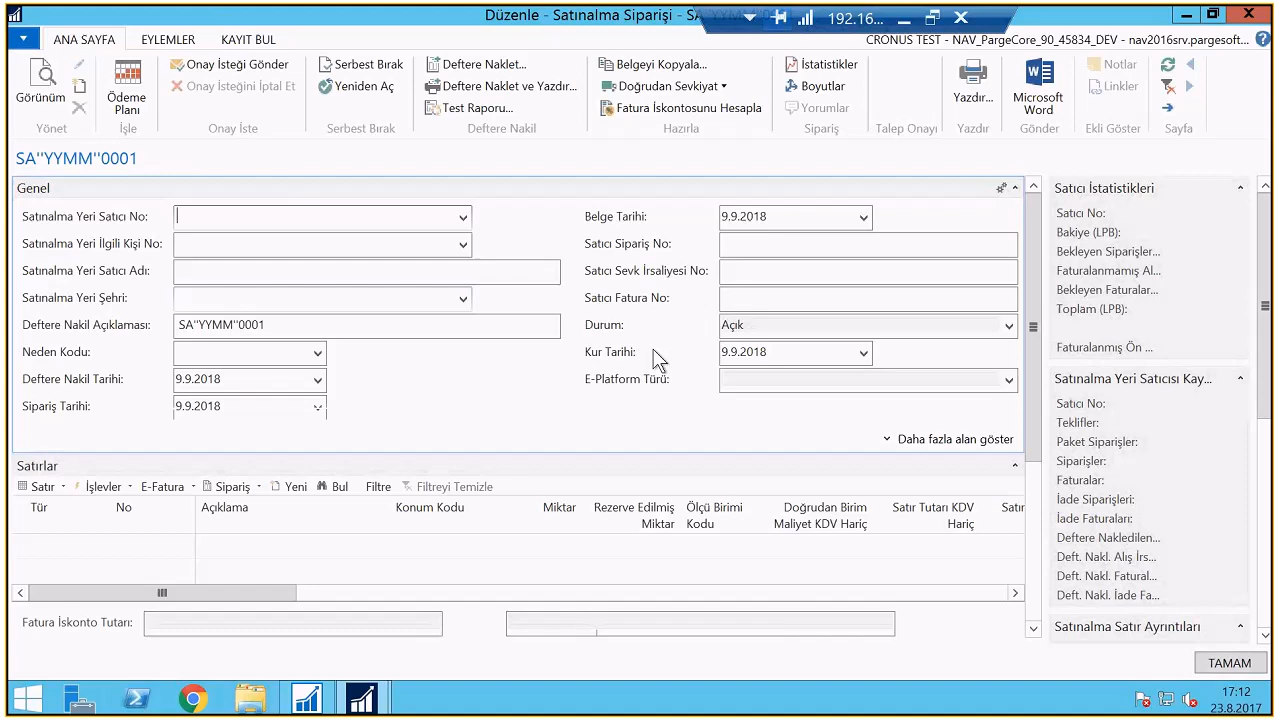 Düzenle - Satınalma Siparişi - SA
192.16...
ANA SAYFA
EYLEMLER
KAYIT BUL
CRONUS TEST - NAV_PargeCore_90_45834_DEV - nav2016srv.pargesoft...
Görünüm
Yönet
Ödeme
Planı
İşle
Onay İsteği Gönder
Onay İsteğini İptal Et
Onay İste
Serbest Bırak
Yeniden Aç
Serbest Bırak
Deftere Naklet...
Deftere Naklet ve Yazdır...
Test Raporu...
Deftere Nakil
Belgeyi Kopyala...
Doğrudan Sevkiyat
Fatura İskontosunu Hesapla
Hazırla
İstatistikler
Boyutlar
Yorumlar
Sipariş
Talep Onayı
Yazdır...
Yazdır
Microsoft
Word
Gönder
Notlar
Linkler
Ekli Göster
Sayfa
SA''YYMM''0001
Genel
Satınalma Yeri Satıcı No:
Satınalma Yeri İlgili Kişi No:
Satınalma Yeri Satıcı Adı:
Satınalma Yeri Şehri:
Deftere Nakil Açıklaması: SA''YYMM''0001
Neden Kodu:
Deftere Nakil Tarihi: 9.9.2018
Sipariş Tarihi: 9.9.2018
Belge Tarihi: 9.9.2018
Satıcı Sipariş No:
Satıcı Sevk İrsaliyesi No:
Satıcı Fatura No:
Durum: Açık
Kur Tarihi: 9.9.2018
E-Platform Türü:
Daha fazla alan göster
Satırlar
Satır İşlevler E-Fatura Sipariş Yeni Bul Filtre Filtreyi Temizle
Tür
No
Açıklama
Konum Kodu
Miktar
Rezerve Edilmiş
Miktar
Ölçü Birimi
Kodu
Doğrudan Birim
Maliyet KDV Hariç
Satır Tutarı KDV
Hariç
Satır
Fatura İskonto Tutarı:
Satıcı İstatistikleri
Satıcı No:
Bakiye (LPB):
Bekleyen Siparişler...
Faturalanmamış Al...
Bekleyen Faturalar...
Toplam (LPB):
Faturalanmış Ön ...
Satınalma Yeri Satıcısı Kay...
Satıcı No:
Teklifler:
Paket Siparişler:
Siparişler:
Faturalar:
İade Siparişleri:
İade Faturaları:
Deftere Nakledilen...
Deft. Nakl. Alış İrs...
Deft. Nakl. Fatural...
Deft. Nakl. İade Fa...
Satınalma Satır Ayrıntıları
TAMAM
17:12
23.8.2017